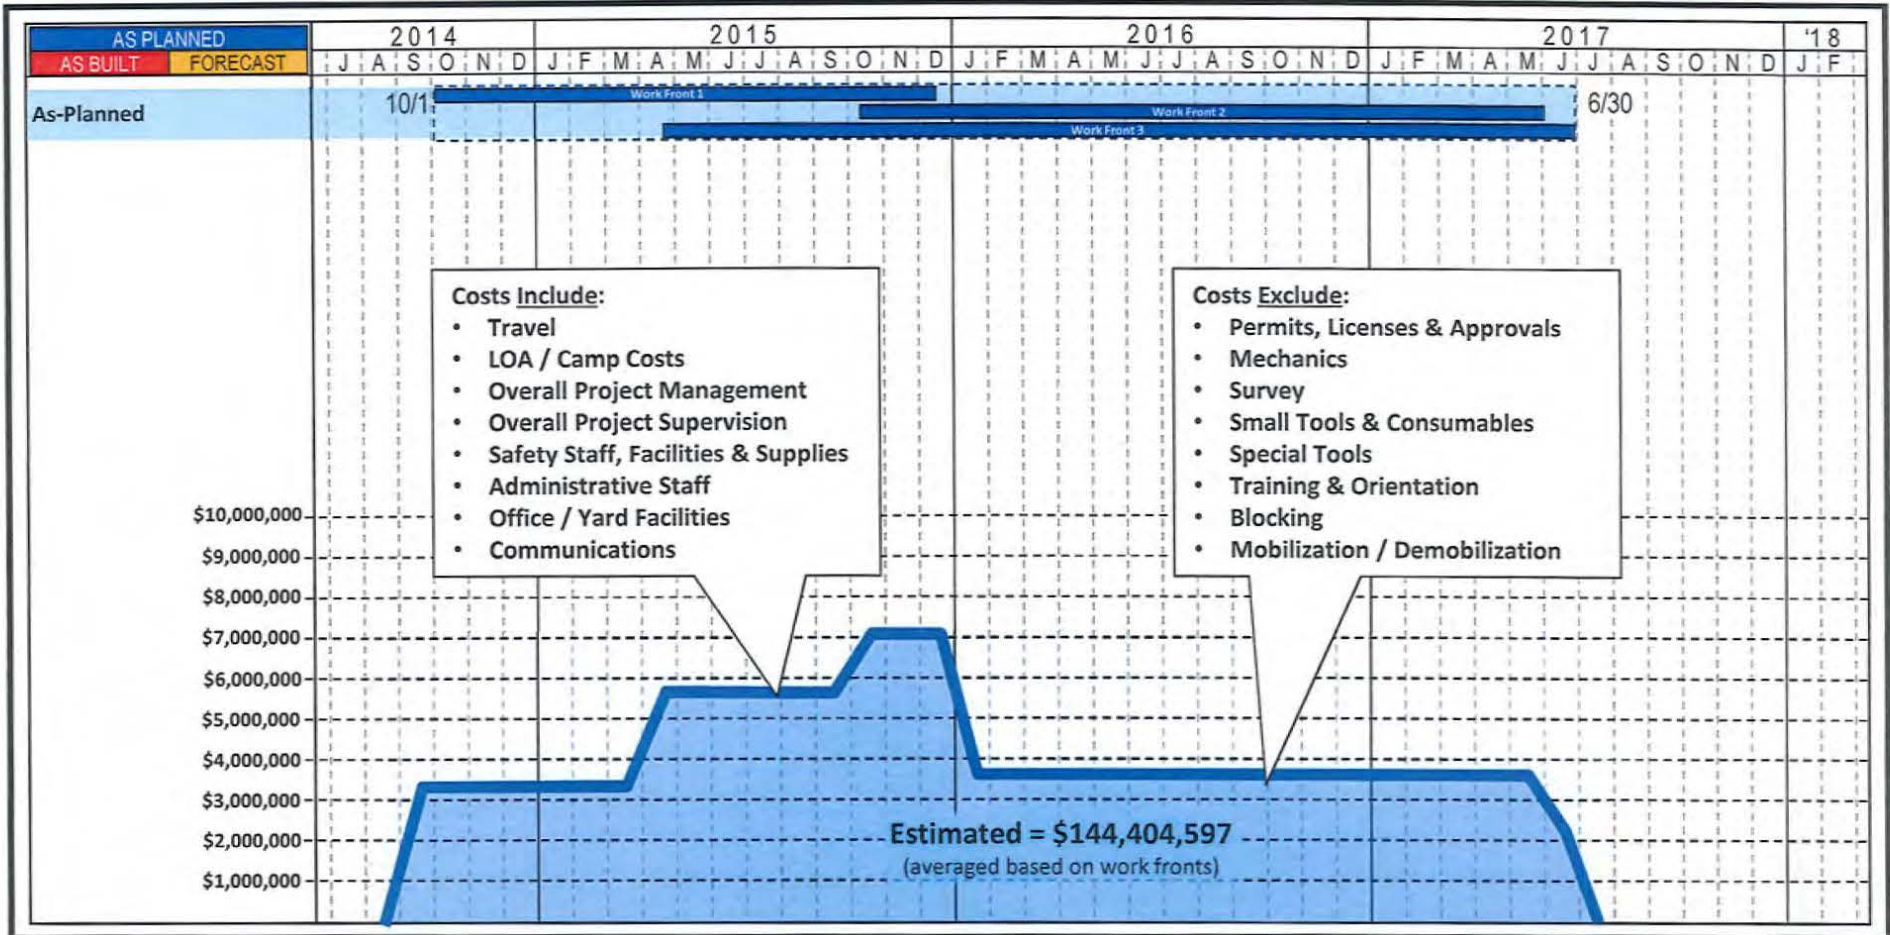 AS PLANNED
AS BUILT FORECAST
2014 2015 2016 2017 '18
J A S O N D J F M A M J J A S O N D J F M A M J J A S O N D J F M A M J J A S O N D J F
As-Planned
10/1
Work Front 1
Work Front 2
Work Front 3
6/30
Costs Include:
• Travel
• LOA / Camp Costs
• Overall Project Management
• Overall Project Supervision
• Safety Staff, Facilities & Supplies
• Administrative Staff
• Office / Yard Facilities
• Communications
Costs Exclude:
• Permits, Licenses & Approvals
• Mechanics
• Survey
• Small Tools & Consumables
• Special Tools
• Training & Orientation
• Blocking
• Mobilization / Demobilization
$10,000,000
$9,000,000
$8,000,000
$7,000,000
$6,000,000
$5,000,000
$4,000,000
$3,000,000
$2,000,000
$1,000,000
Estimated = $144,404,597
(averaged based on work fronts)